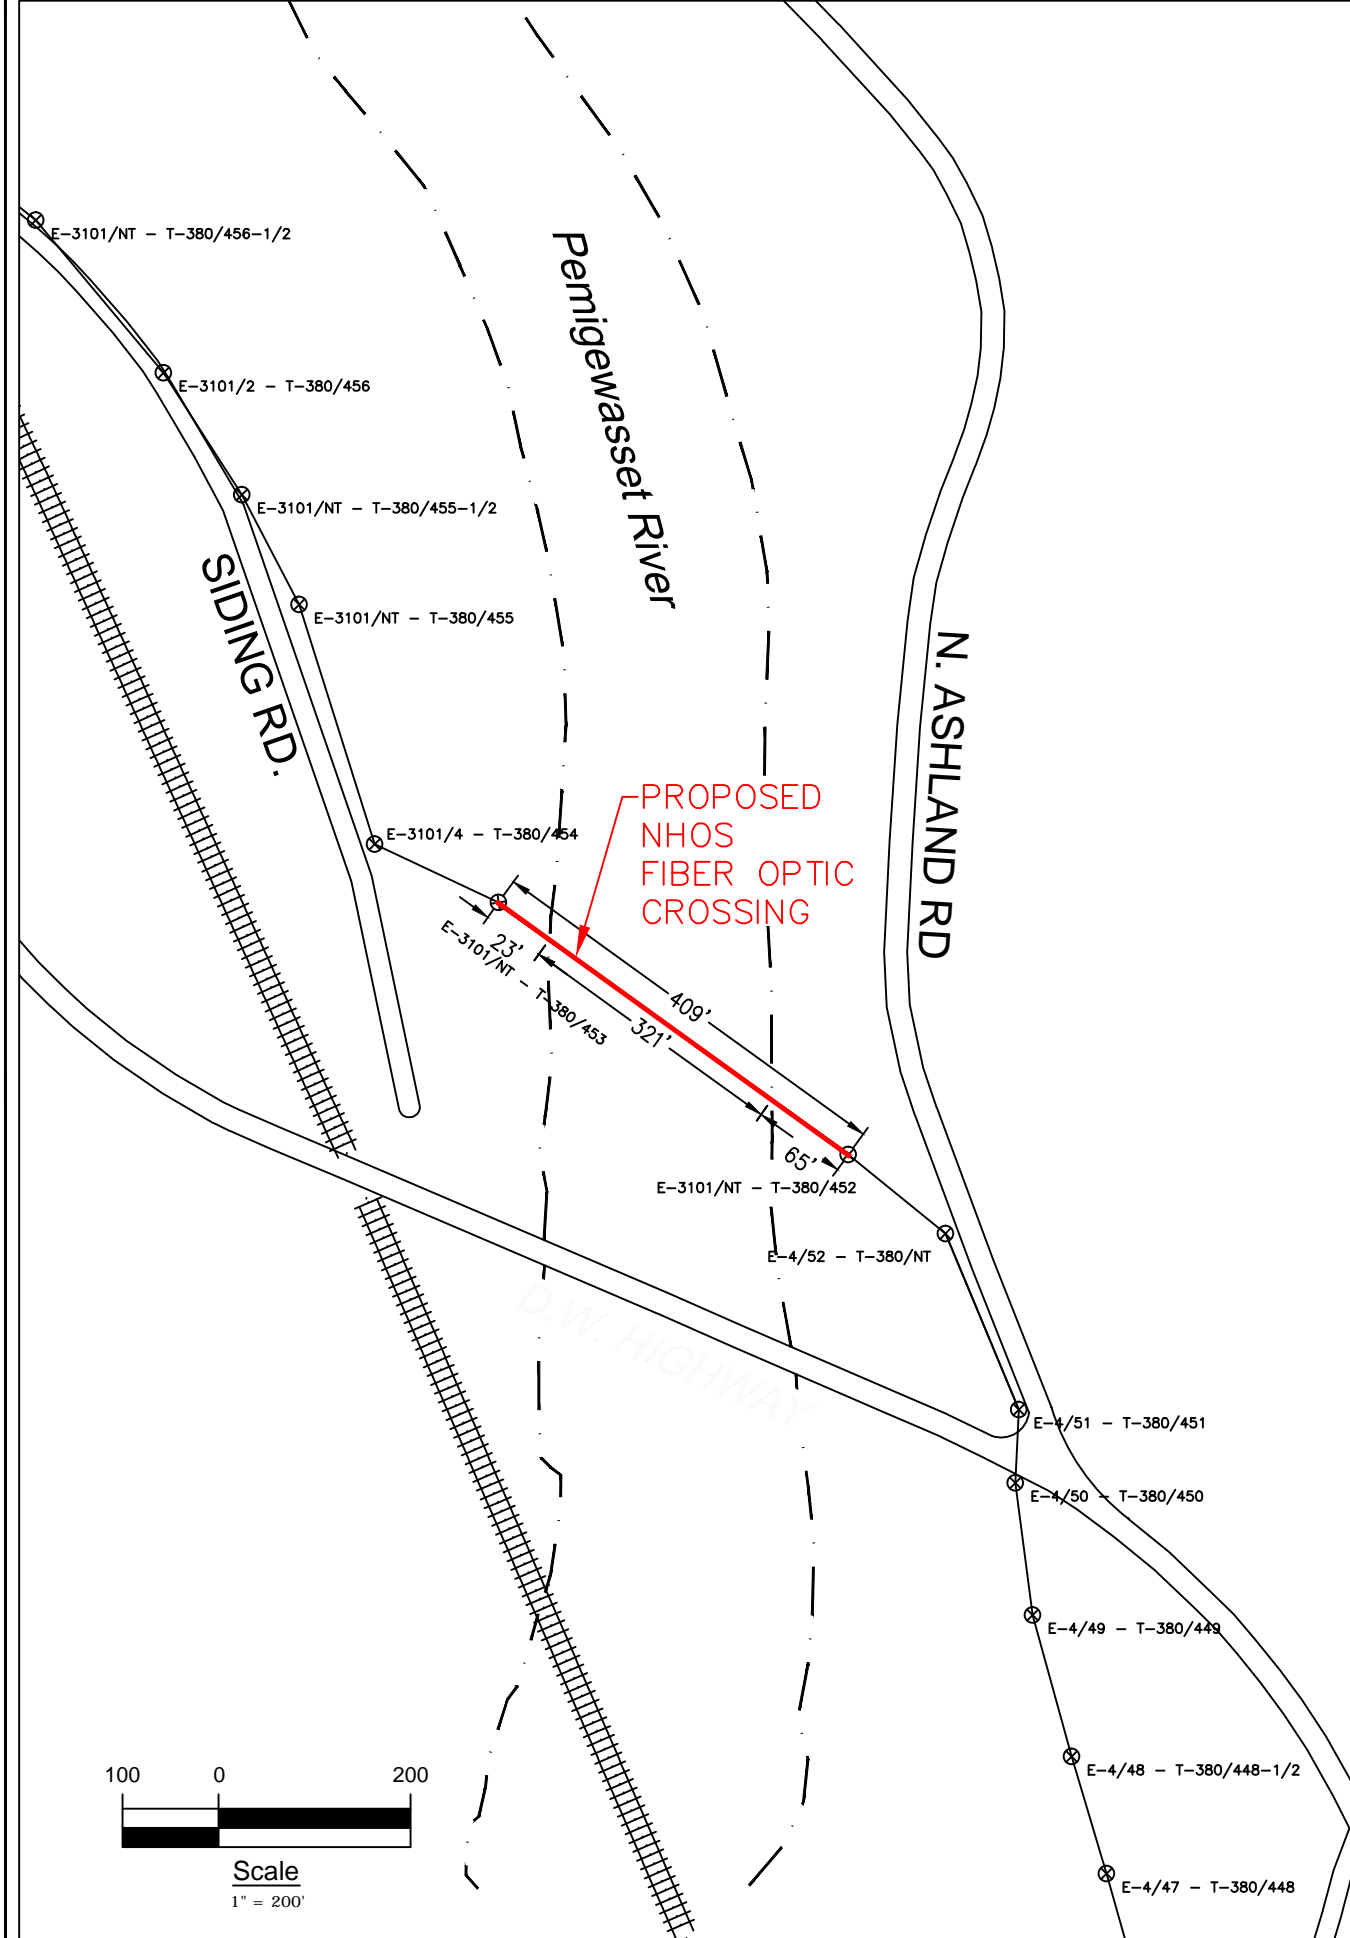 E-3101/NT - T-380/456-1/2
Pemigewasset River
E-3101/2 - T-380/456
E-3101/NT - T-380/455-1/2
SIDING RD.
E-3101/NT - T-380/455
N. ASHLAND RD
PROPOSED
NHOS
FIBER OPTIC
CROSSING
E-3101/4 - T-380/454
23'
E-3101/NT - T-380/453
409'
321'
65'
E-3101/NT - T-380/452
E-4/52 - T-380/NT
D.W. HIGHWAY
E-4/51 - T-380/451
E-4/50 - T-380/450
E-4/49 - T-380/449
E-4/48 - T-380/448-1/2
E-4/47 - T-380/448
100 0 200
Scale
1" = 200'